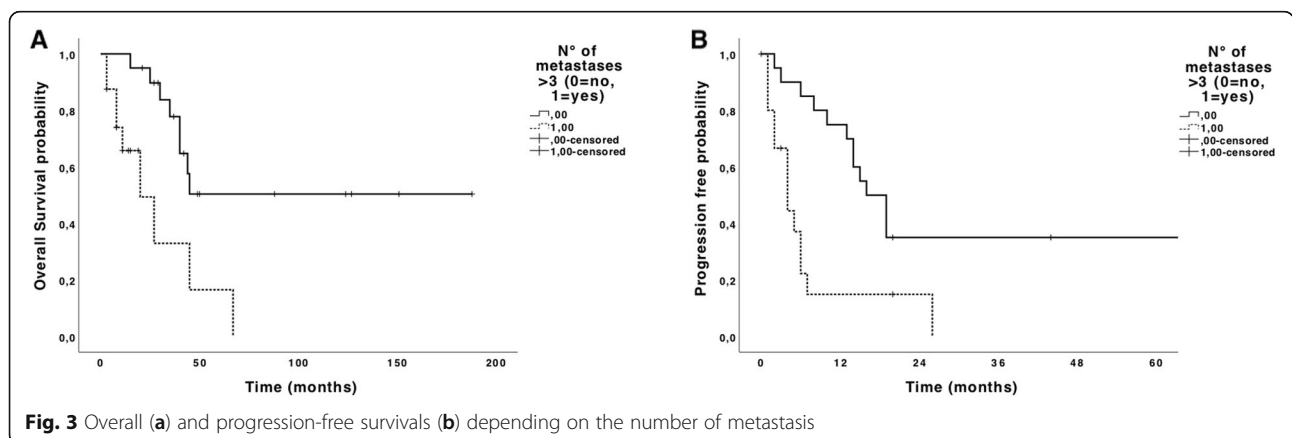 A
N° of
metastases
>3 (0=no,
1=yes)
,00
1,00
,00-censored
1,00-censored
Overall Survival probability
1,0
0,8
0,6
0,4
0,2
0,0
0 50 100 150 200
Time (months)
B
N° of
metastases
>3 (0=no,
1=yes)
,00
1,00
,00-censored
1,00-censored
Progression free probability
1,0
0,8
0,6
0,4
0,2
0,0
0 12 24 36 48 60
Time (months)
Fig. 3 Overall (a) and progression-free survivals (b) depending on the number of metastasis